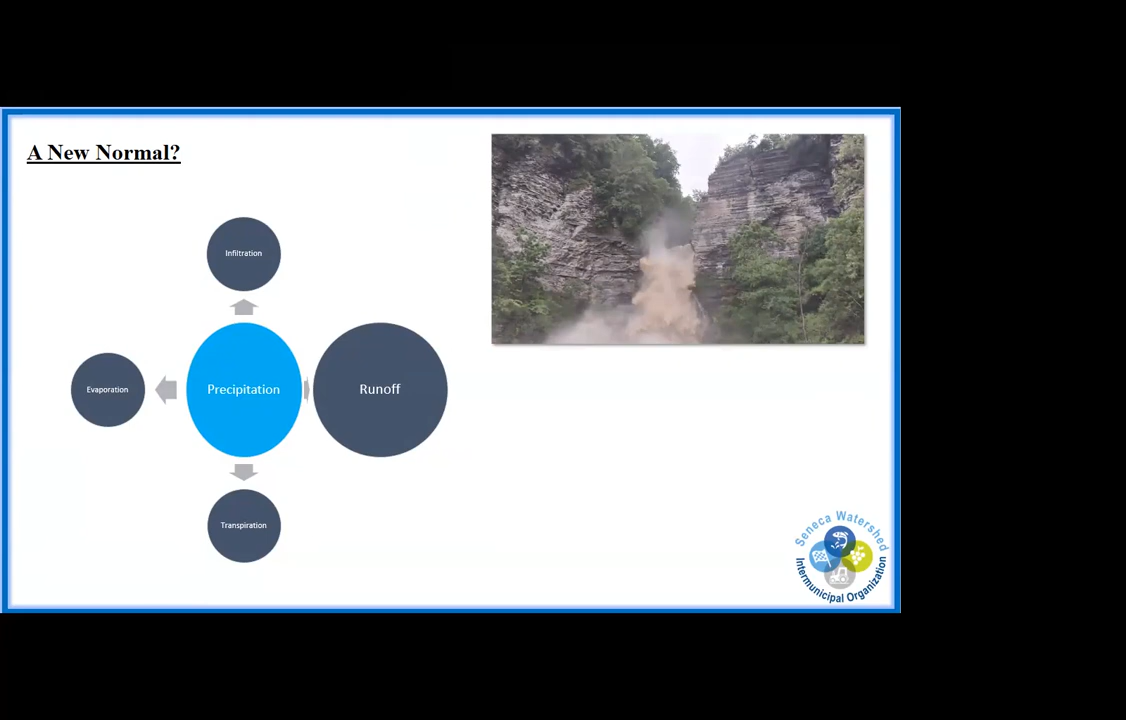 A New Normal?
Infiltration
Evaporation
Precipitation
Runoff
Transpiration
Seneca Watershed
Intermunicipal Organization